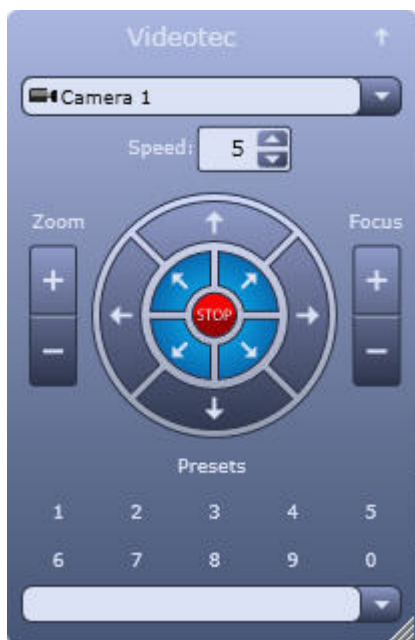 Videotec
Camera 1
Speed: 5
Zoom
Focus
STOP
Presets
1 2 3 4 5
6 7 8 9 0